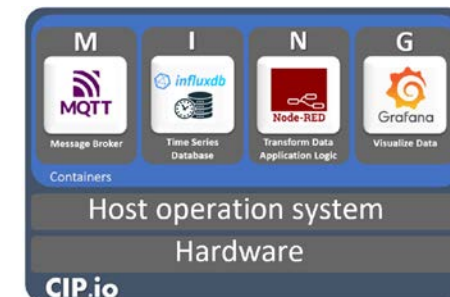 M
I
N
G
MQTT
influxdb
Node-RED
Grafana
Message Broker
Time Series
Database
Transform Data
Application Logic
Visualize Data
Containers
Host operation system
Hardware
CIP.io